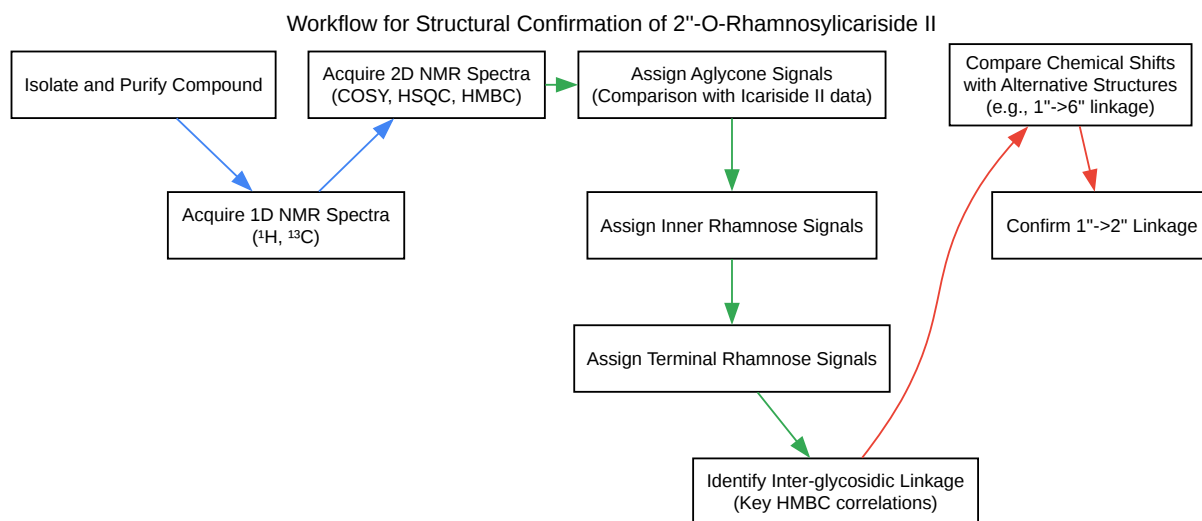 Workflow for Structural Confirmation of 2"-O-Rhamnosylicariside II
Isolate and Purify Compound
Acquire 1D NMR Spectra
(¹H, ¹³C)
Acquire 2D NMR Spectra
(COSY, HSQC, HMBC)
Assign Aglycone Signals
(Comparison with Icariside II data)
Assign Inner Rhamnose Signals
Assign Terminal Rhamnose Signals
Identify Inter-glycosidic Linkage
(Key HMBC correlations)
Compare Chemical Shifts
with Alternative Structures
(e.g., 1"->6" linkage)
Confirm 1"->2" Linkage